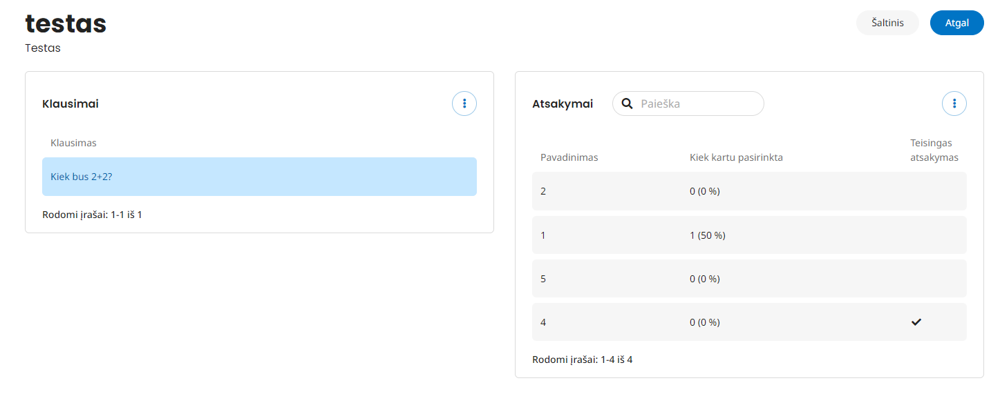 testas
Testas
Šaltinis
Atgal
Klausimai
Klausimas
Kiek bus 2+2?
Rodomi įrašai: 1-1 iš 1
Atsakymai
Paieška
Pavadinimas
Kiek kartu pasirinkta
Teisingas
atsakymas
2
0 (0 %)
1
1 (50 %)
5
0 (0 %)
4
0 (0 %)
Rodomi įrašai: 1-4 iš 4